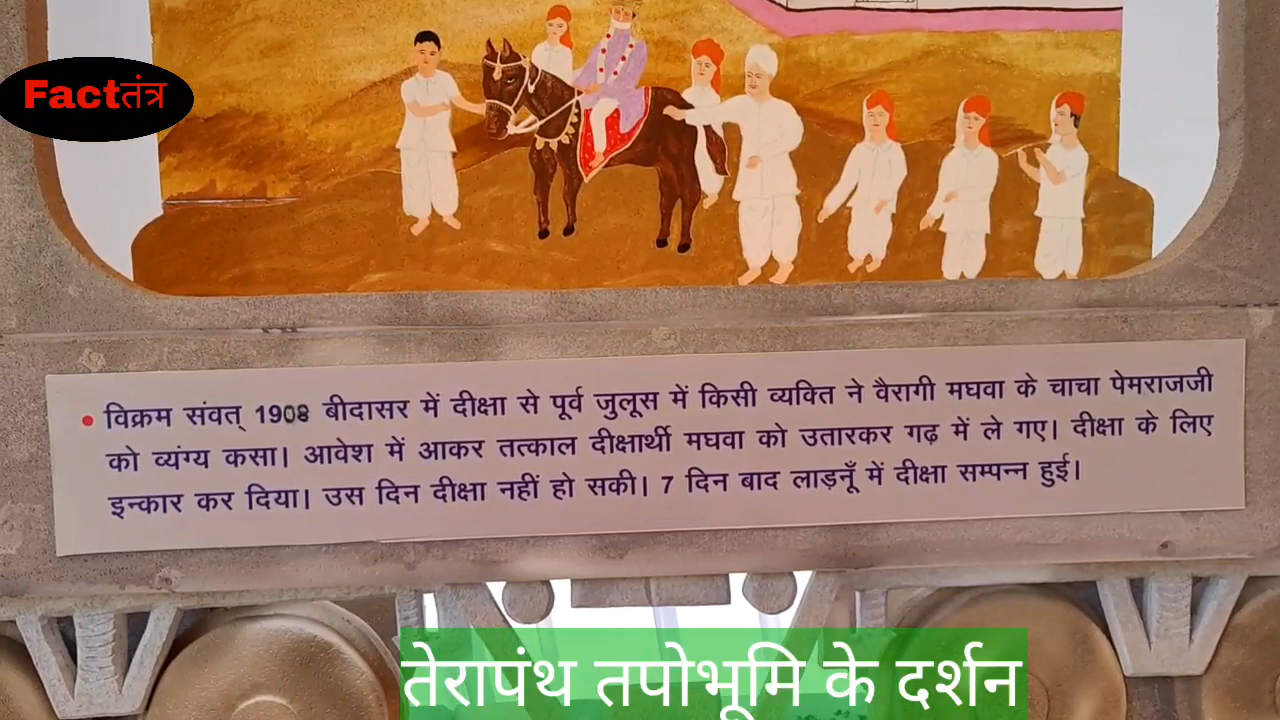 Factतंत्र
• विक्रम संवत् 1908 बीदासर में दीक्षा से पूर्व जुलूस में किसी व्यक्ति ने वैरागी मघवा के चाचा पेमराजजी
को व्यंग्य कसा। आवेश में आकर तत्काल दीक्षार्थी मघवा को उतारकर गढ़ में ले गए। दीक्षा के लिए
इन्कार कर दिया। उस दिन दीक्षा नहीं हो सकी। 7 दिन बाद लाड़नूँ में दीक्षा सम्पन्न हुई।
तेरापंथ तपोभूमि के दर्शन